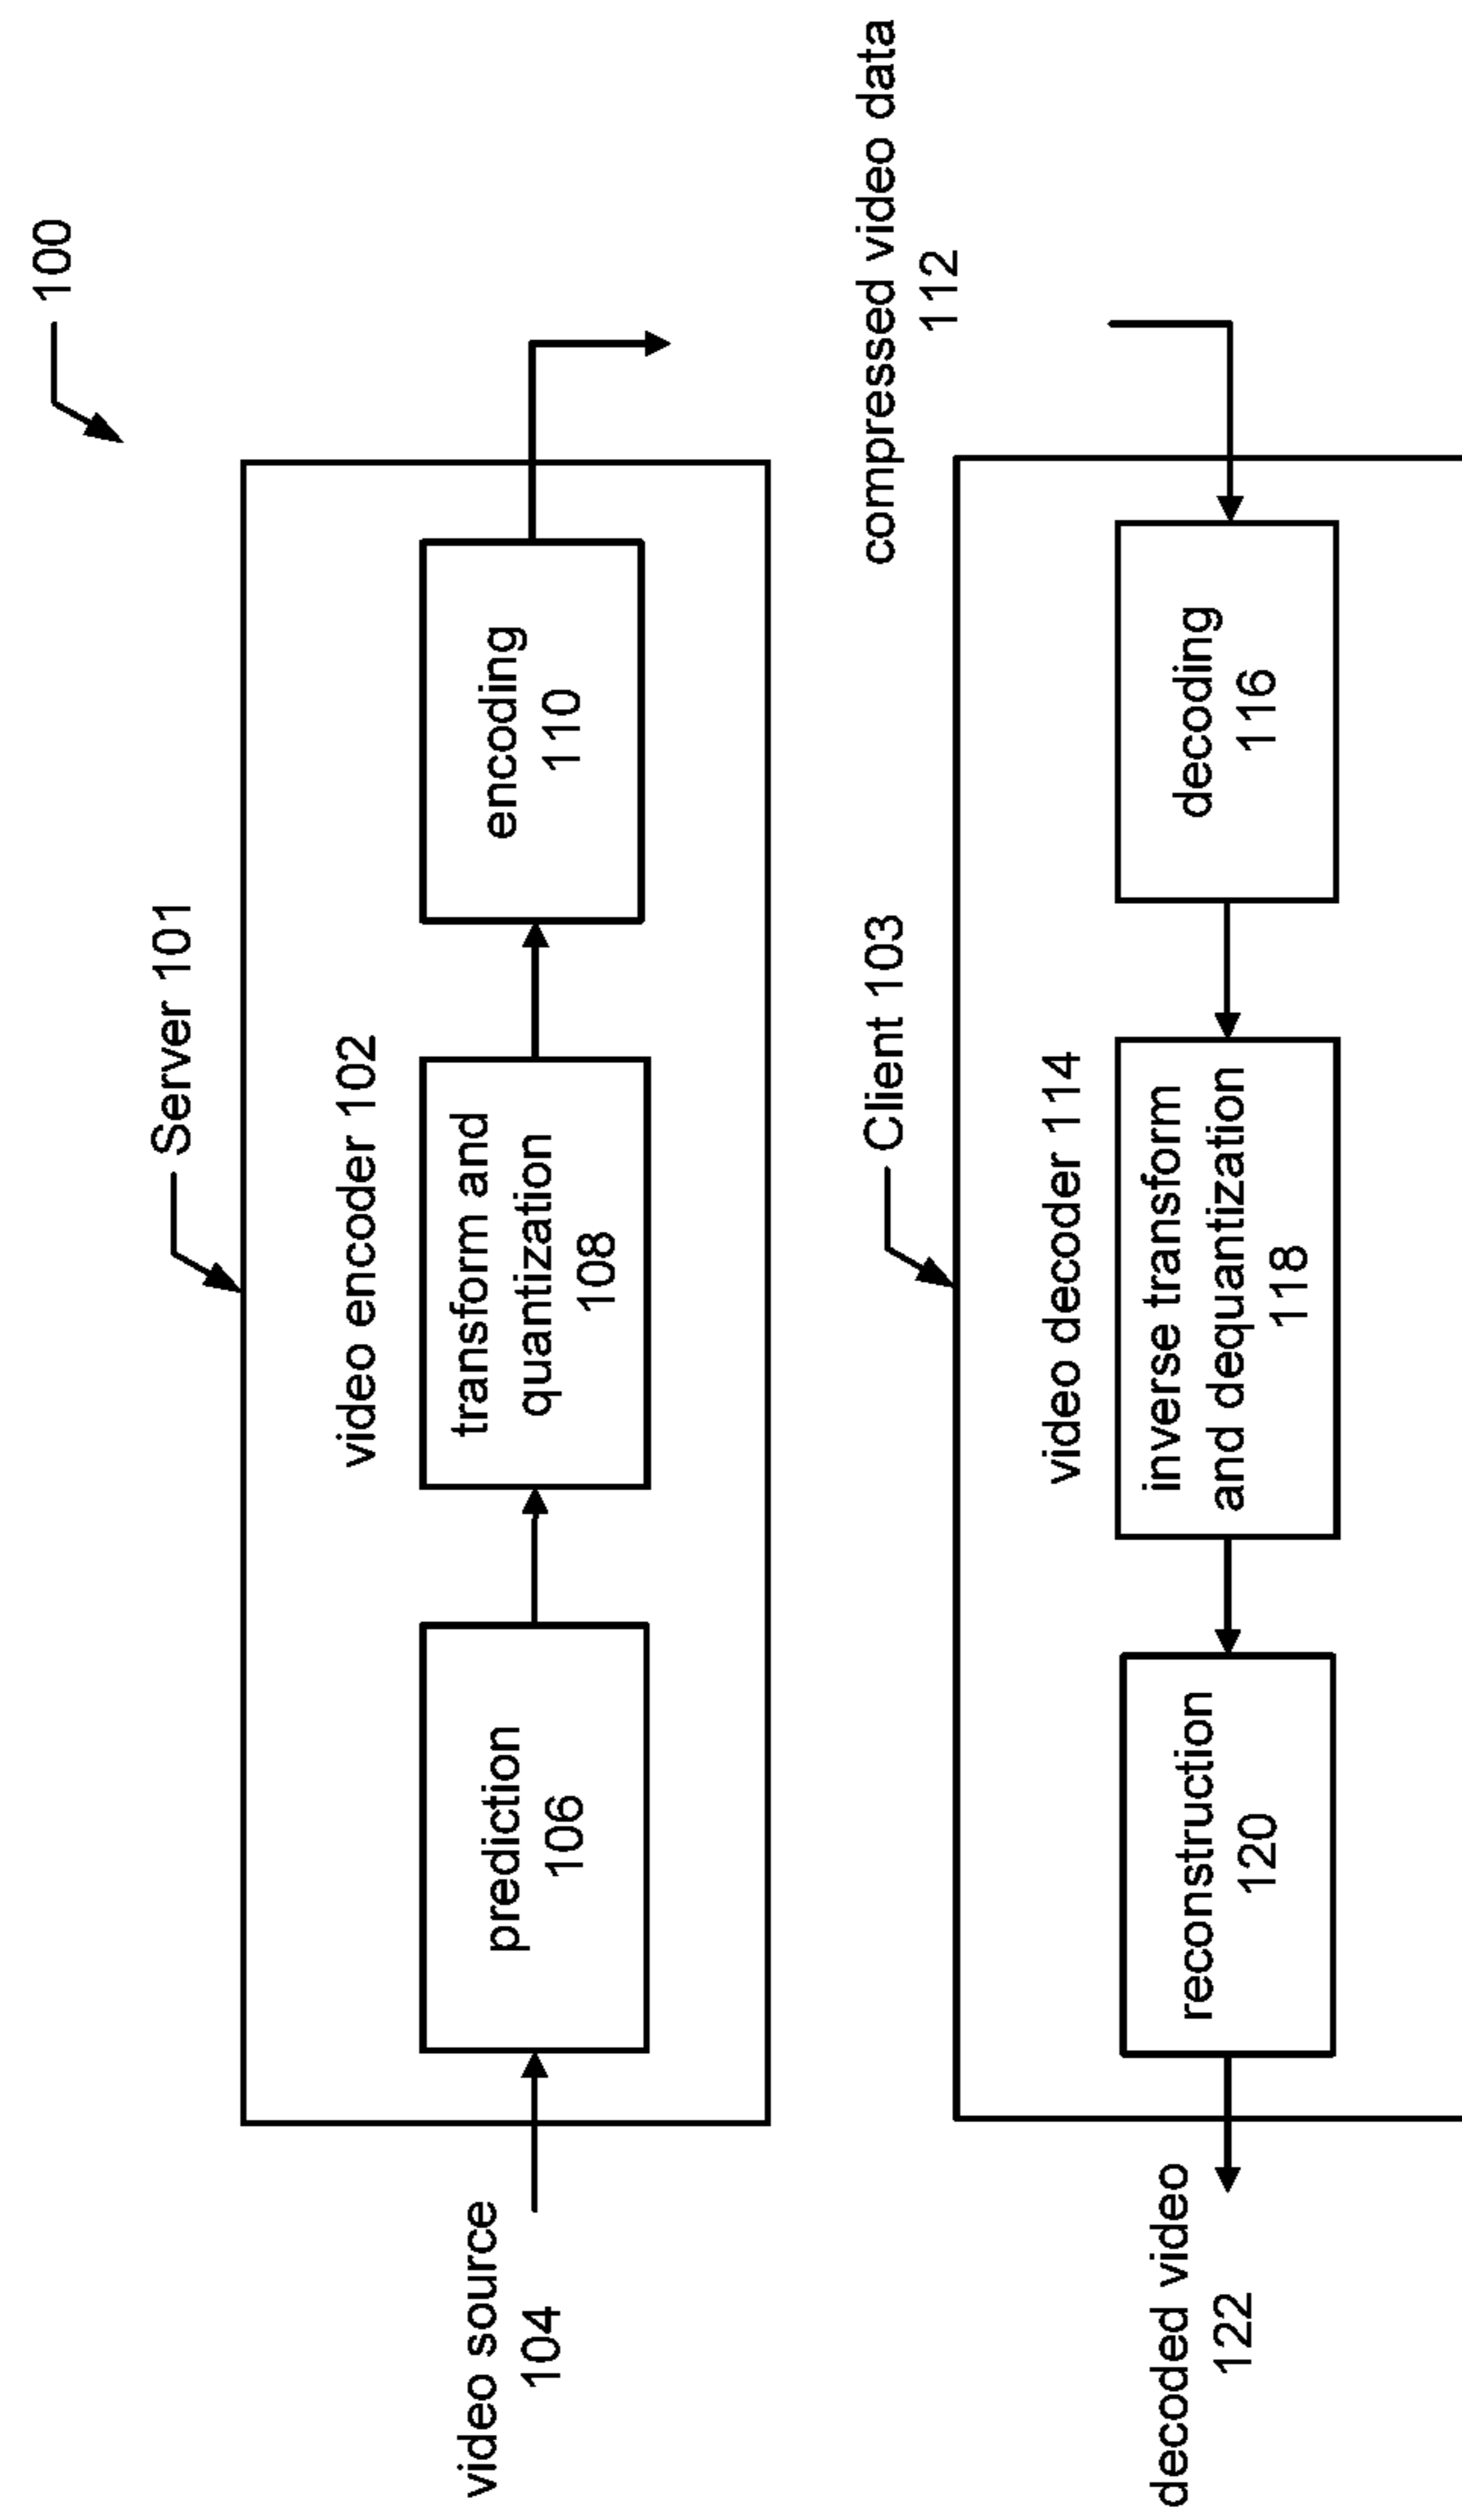 100
Server 101
video encoder 102
video source
104
prediction
106
transform and
quantization
108
encoding
110
compressed video data
112
Client 103
video decoder 114
decoding
116
inverse transform
and dequantization
118
reconstruction
120
decoded video
122